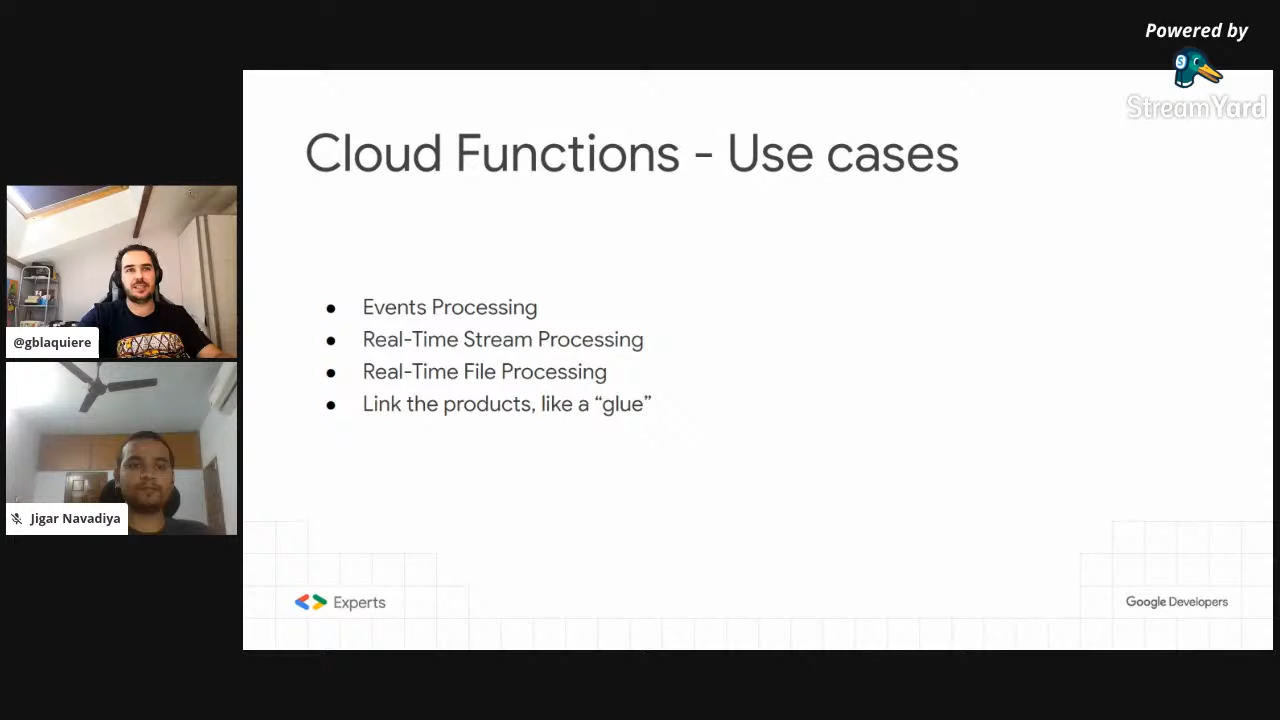 Powered by
StreamYard
Cloud Functions - Use cases
@gblaquiere
Jigar Navadiya
● Events Processing
● Real-Time Stream Processing
● Real-Time File Processing
● Link the products, like a “glue”
Experts
Google Developers